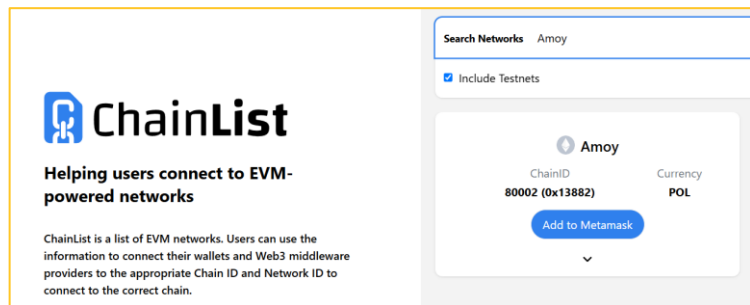 ChainList
Helping users connect to EVM-
powered networks
ChainList is a list of EVM networks. Users can use the
information to connect their wallets and Web3 middleware
providers to the appropriate Chain ID and Network ID to
connect to the correct chain.
Search Networks Amoy
Include Testnets
Amoy
ChainID Currency
80002 (0x13882) POL
Add to Metamask